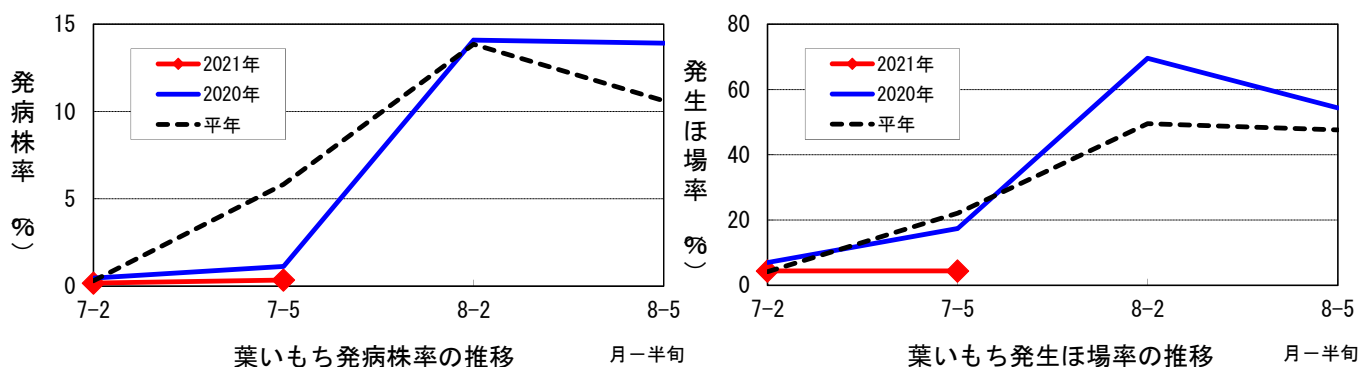 15
10
5
0
発病株率 (%)
2021年
2020年
平年
7-2
7-5
8-2
8-5
葉いもち発病株率の推移
月-半旬
80
60
40
20
0
発生ほ場率 (%)
2021年
2020年
平年
7-2
7-5
8-2
8-5
葉いもち発生ほ場率の推移
月-半旬